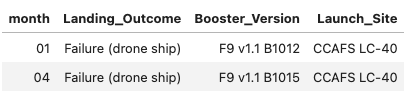 month Landing_Outcome Booster_Version Launch_Site
01 Failure (drone ship) F9 v1.1 B1012 CCAFS LC-40
04 Failure (drone ship) F9 v1.1 B1015 CCAFS LC-40